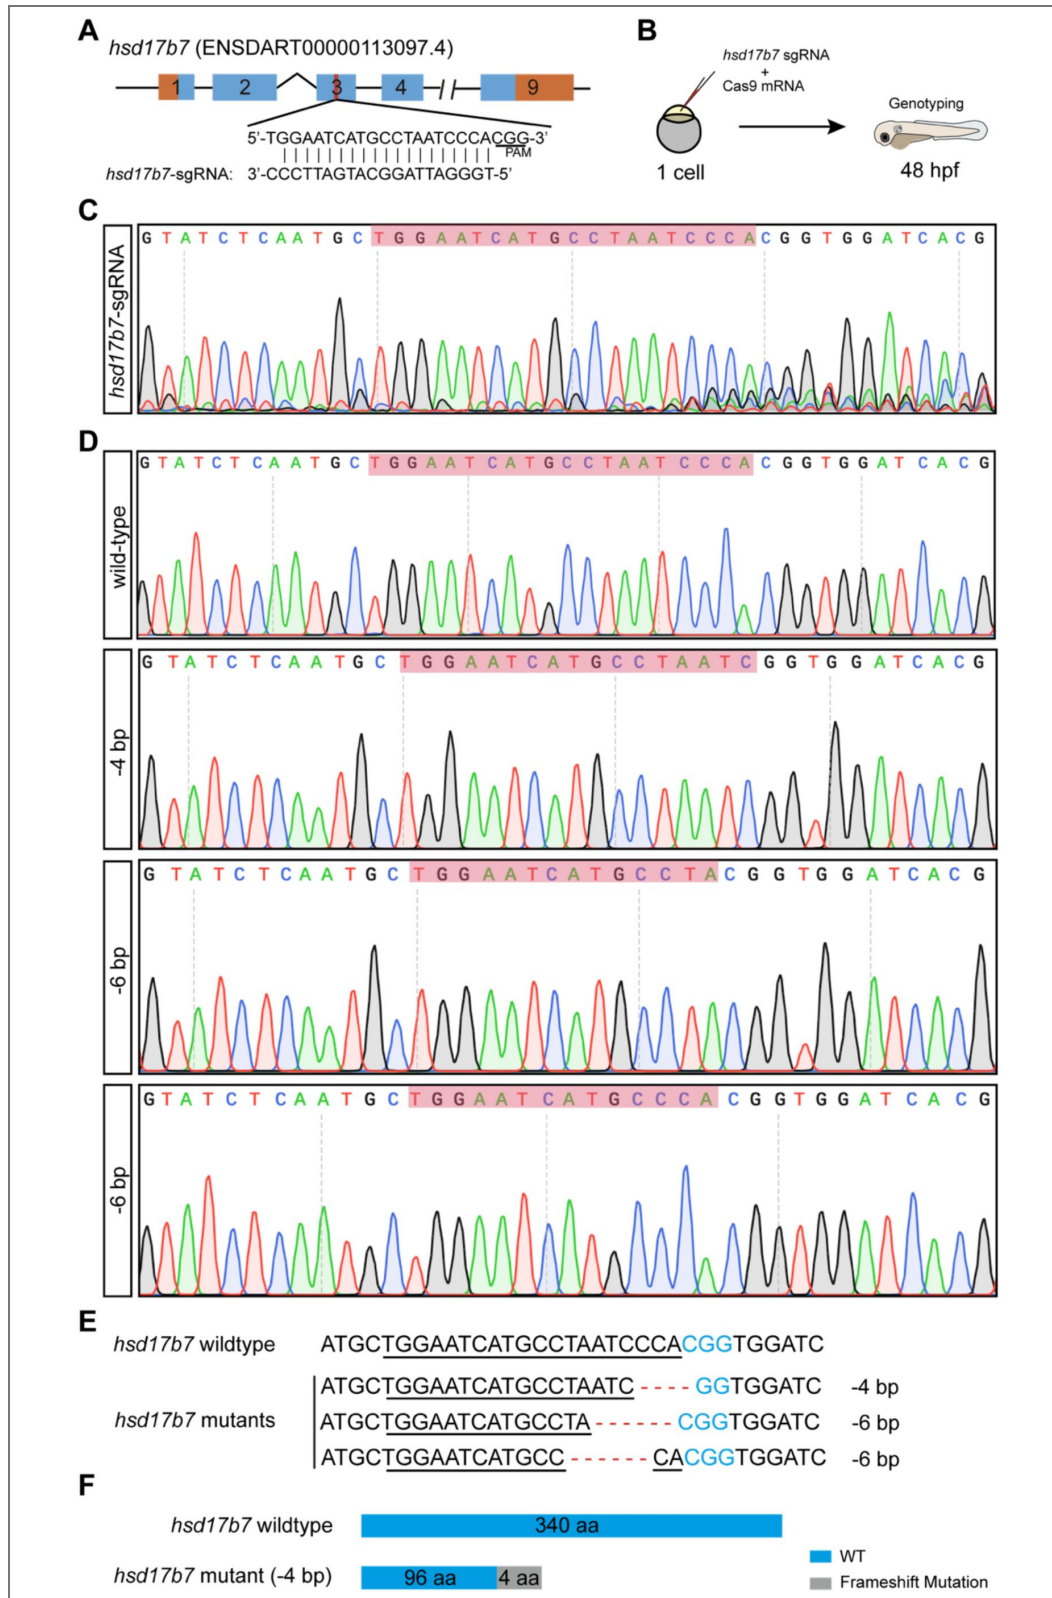 A
hsd17b7 (ENSDART00000113097.4)
1 2 3 4 9
5'-TGGAATCATGCCTAATCCCACGG-3'
PAM
hsd17b7-sgRNA: 3'-CCCTTAGTACGGATTAGGGT-5'
B
hsd17b7 sgRNA
+
Cas9 mRNA
Genotyping
1 cell
48 hpf
C
hsd17b7-sgRNA
G T A T C T C A A T G C T G G A A T C A T G C C T A A T C C C A C G G T G G A T C A C G
D
wild-type
G T A T C T C A A T G C T G G A A T C A T G C C T A A T C C C A C G G T G G A T C A C G
-4 bp
G T A T C T C A A T G C T G G A A T C A T G C C T A A T C G G T G G A T C A C G
-6 bp
G T A T C T C A A T G C T G G A A T C A T G C C T A C G G T G G A T C A C G
-6 bp
G T A T C T C A A T G C T G G A A T C A T G C C C A C G G T G G A T C A C G
E
hsd17b7 wildtype ATGCTGGAATCATGCCTAATCCCACGGTGGATC
hsd17b7 mutants
ATGCTGGAATCATGCCTAATC - - - - GGTGGATC -4 bp
ATGCTGGAATCATGCCTA - - - - - - CGGTGGATC -6 bp
ATGCTGGAATCATGCC - - - - - - CACGGTGGATC -6 bp
F
hsd17b7 wildtype 340 aa
hsd17b7 mutant (-4 bp) 96 aa 4 aa
WT
Frameshift Mutation